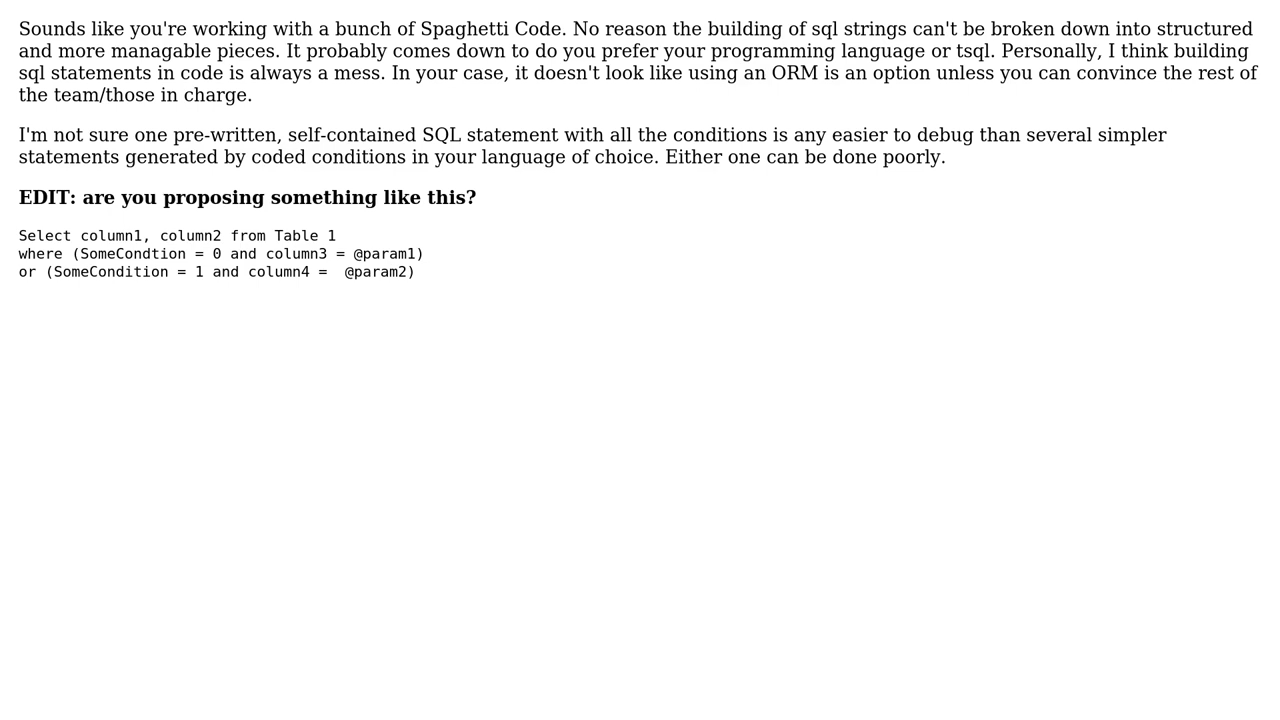 Sounds like you're working with a bunch of Spaghetti Code. No reason the building of sql strings can't be broken down into structured
and more managable pieces. It probably comes down to do you prefer your programming language or tsql. Personally, I think building
sql statements in code is always a mess. In your case, it doesn't look like using an ORM is an option unless you can convince the rest of
the team/those in charge.
I'm not sure one pre-written, self-contained SQL statement with all the conditions is any easier to debug than several simpler
statements generated by coded conditions in your language of choice. Either one can be done poorly.
EDIT: are you proposing something like this?
Select column1, column2 from Table 1
where (SomeCondtion = 0 and column3 = @param1)
or (SomeCondition = 1 and column4 =  @param2)